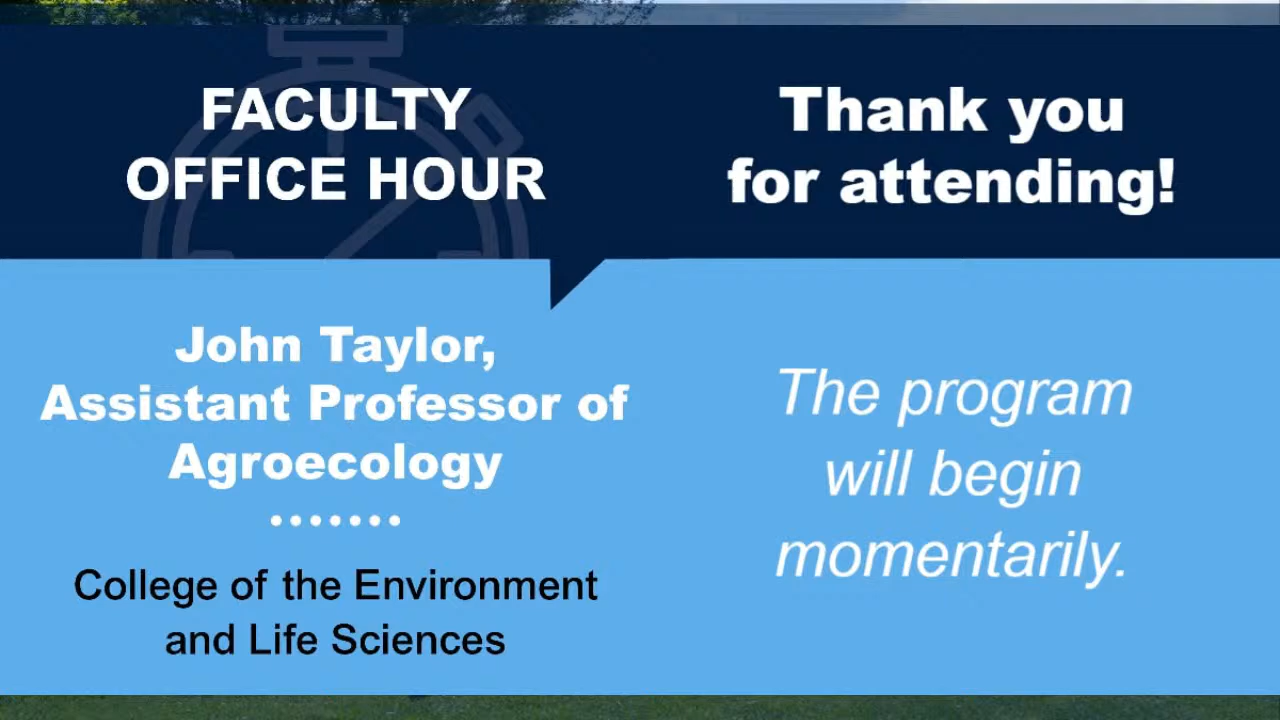 FACULTY
OFFICE HOUR
John Taylor,
Assistant Professor of
Agroecology
College of the Environment
and Life Sciences
Thank you
for attending!
The program
will begin
momentarily.